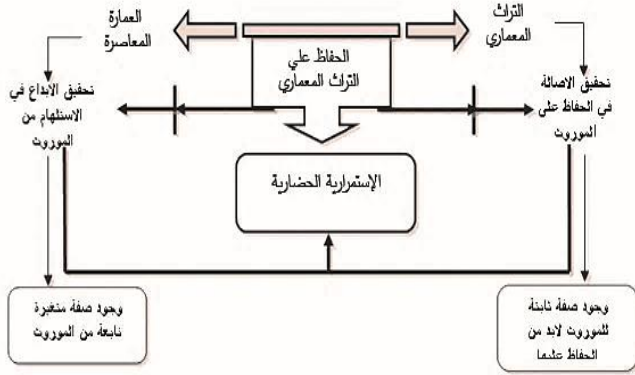 التراث
المعماري
العمارة
المعاصرة
الحفاظ علي
التراث المعماري
تحقيق الاصالة
في الحفاظ على
الموروث
تحقيق الابداع في
الاستلهام من
الموروث
الإستمرارية الحضارية
وجود صفة ثابتة
للموروث لابد من
الحفاظ عليها
وجود صفة متغيرة
نابعة من الموروث